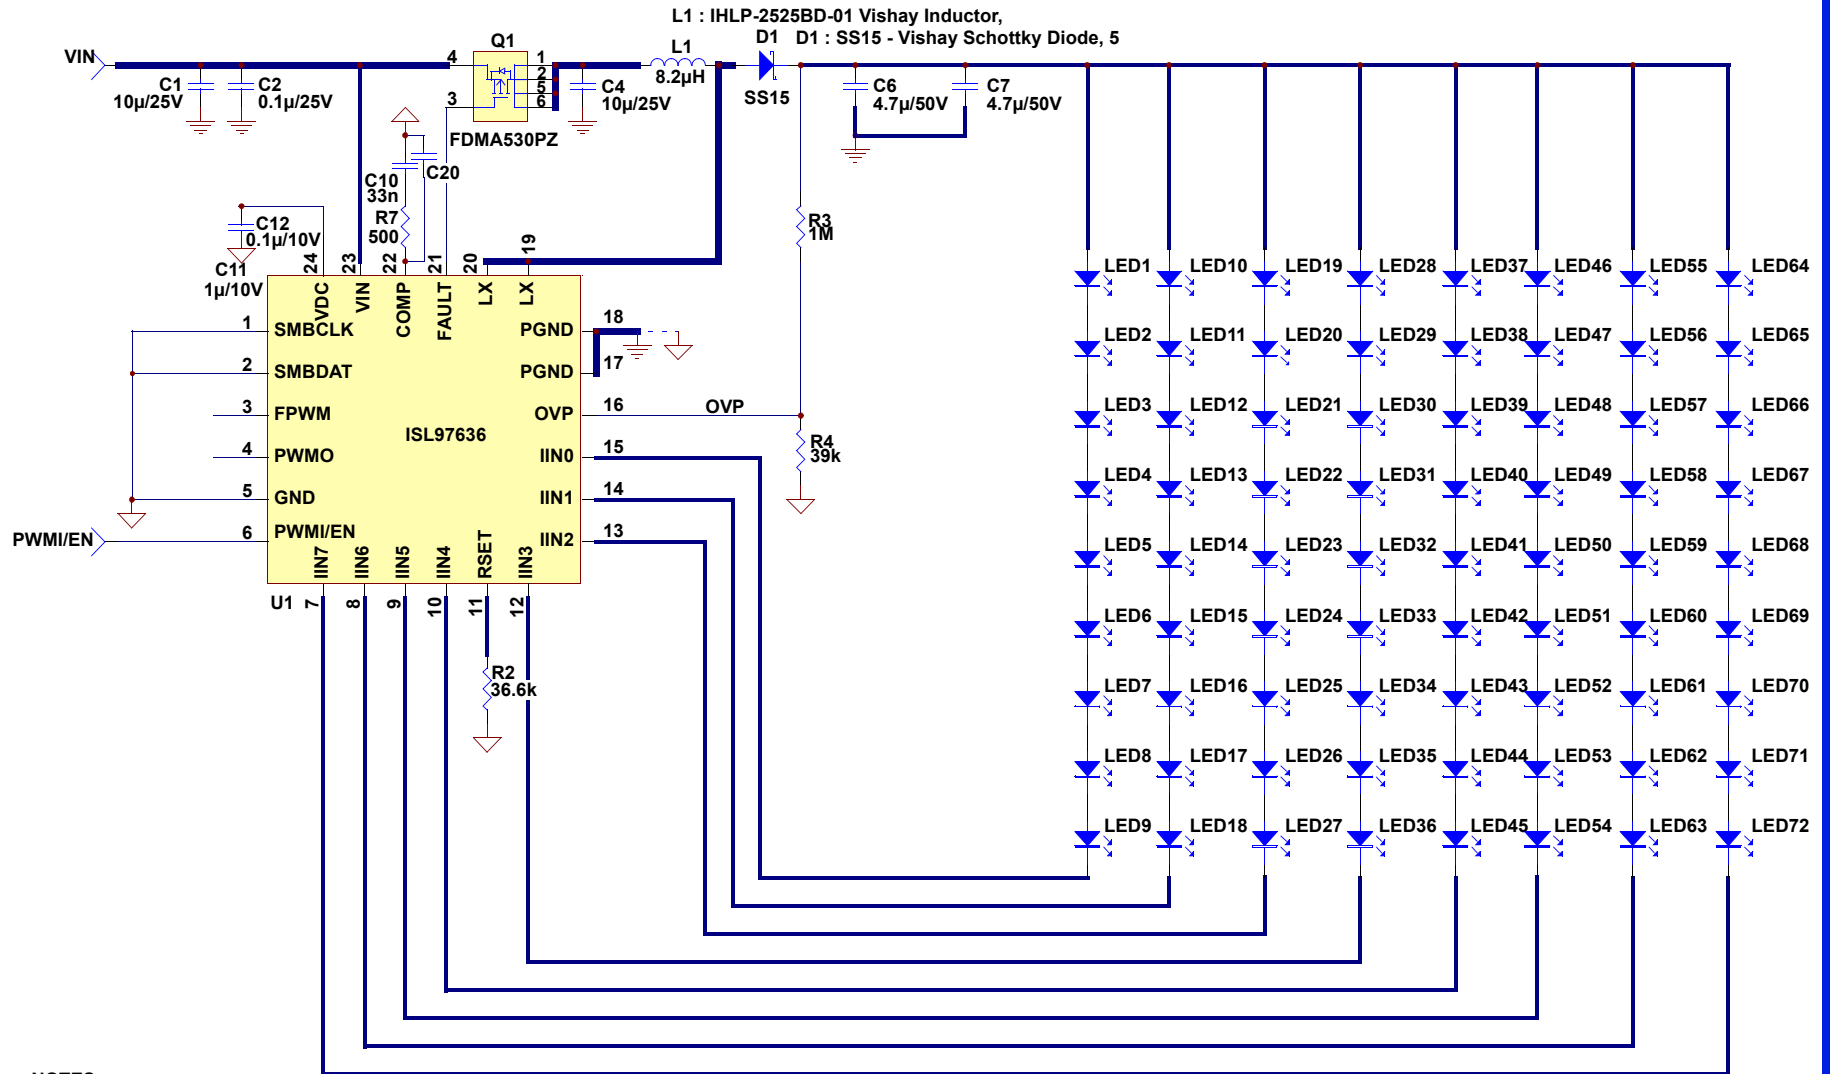 L1 : IHLP-2525BD-01 Vishay Inductor,
D1 D1 : SS15 - Vishay Schottky Diode, 5
VIN
Q1
4
1
2
5
6
3
L1
8.2µH
SS15
C1
10µ/25V
C2
0.1µ/25V
C4
10µ/25V
C6
4.7µ/50V
C7
4.7µ/50V
FDMA530PZ
C20
C10
33n
R7
500
C12
0.1µ/10V
C11
1µ/10V
R3
1M
24
23
22
21
20
19
VDC
VIN
COMP
FAULT
LX
LX
1 SMBCLK
2 SMBDAT
3 FPWM
4 PWMO
5 GND
PWMI/EN
6 PWMI/EN
ISL97636
PGND 18
PGND 17
OVP 16 OVP
IIN0 15
IIN1 14
IIN2 13
R4
39k
IIN7
IIN6
IIN5
IIN4
RSET
IIN3
U1
7
8
9
10
11
12
R2
36.6k
LED1 LED10 LED19 LED28 LED37 LED46 LED55 LED64
LED2 LED11 LED20 LED29 LED38 LED47 LED56 LED65
LED3 LED12 LED21 LED30 LED39 LED48 LED57 LED66
LED4 LED13 LED22 LED31 LED40 LED49 LED58 LED67
LED5 LED14 LED23 LED32 LED41 LED50 LED59 LED68
LED6 LED15 LED24 LED33 LED42 LED51 LED60 LED69
LED7 LED16 LED25 LED34 LED43 LED52 LED61 LED70
LED8 LED17 LED26 LED35 LED44 LED53 LED62 LED71
LED9 LED18 LED27 LED36 LED45 LED54 LED63 LED72